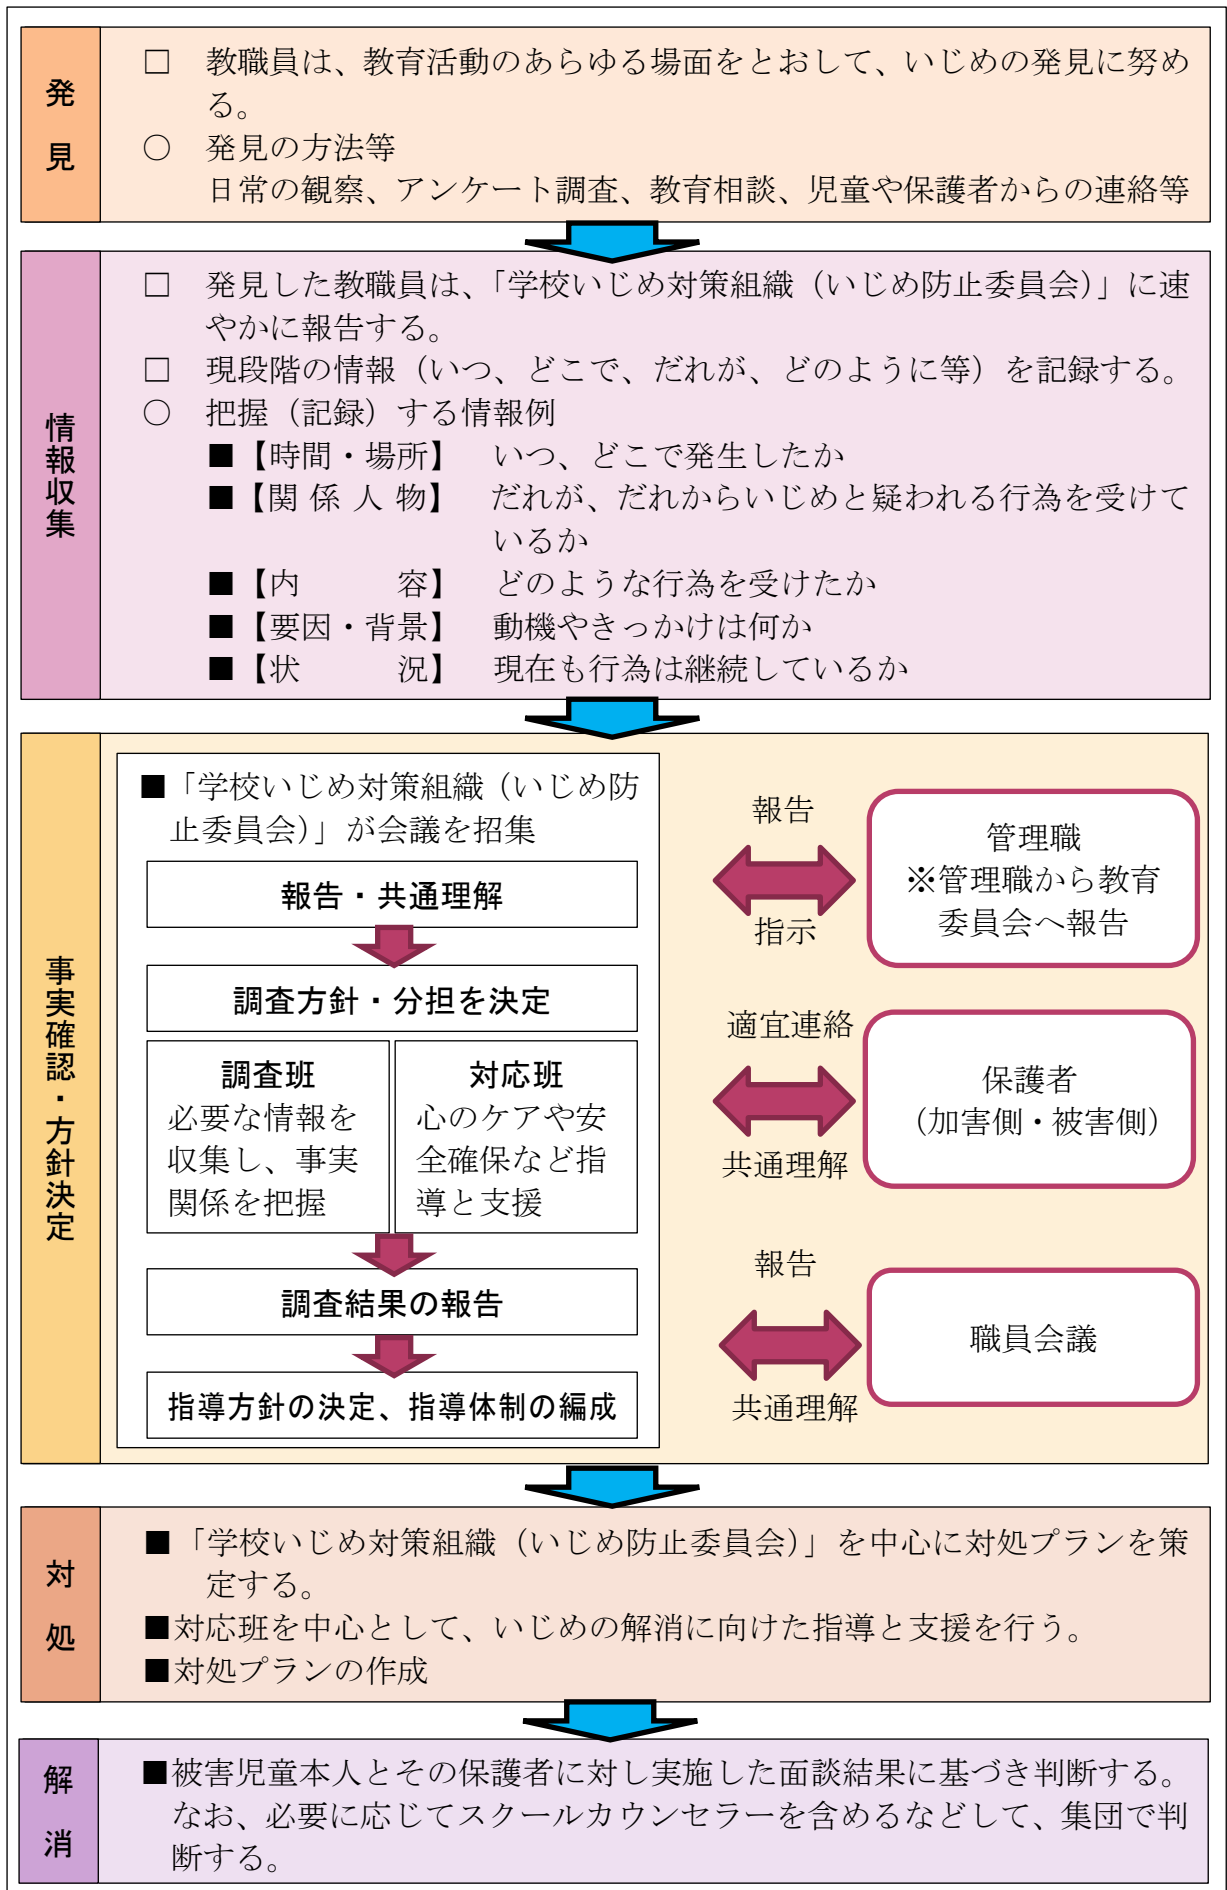 発見
□ 教職員は、教育活動のあらゆる場面をとおして、いじめの発見に努め
る。
○ 発見の方法等
日常の観察、アンケート調査、教育相談、児童や保護者からの連絡等
情報収集
□ 発見した教職員は、「学校いじめ対策組織（いじめ防止委員会）」に速
やかに報告する。
□ 現段階の情報（いつ、どこで、だれが、どのように等）を記録する。
○ 把握（記録）する情報例
■【時間・場所】 いつ、どこで発生したか
■【関係人物】 だれが、だれからいじめと疑われる行為を受けて
いるか
■【内 容】 どのような行為を受けたか
■【要因・背景】 動機やきっかけは何か
■【状 況】 現在も行為は継続しているか
事実確認・方針決定
■「学校いじめ対策組織（いじめ防
止委員会）」が会議を招集
報告・共通理解
調査方針・分担を決定
調査班
必要な情報を
収集し、事実
関係を把握
対応班
心のケアや安
全確保など指
導と支援
調査結果の報告
指導方針の決定、指導体制の編成
報告
指示
管理職
※管理職から教育
委員会へ報告
適宜連絡
共通理解
保護者
（加害側・被害側）
報告
共通理解
職員会議
対処
■「学校いじめ対策組織（いじめ防止委員会）」を中心に対処プランを策
定する。
■対応班を中心として、いじめの解消に向けた指導と支援を行う。
■対処プランの作成
解消
■被害児童本人とその保護者に対し実施した面談結果に基づき判断する。
なお、必要に応じてスクールカウンセラーを含めるなどして、集団で判
断する。